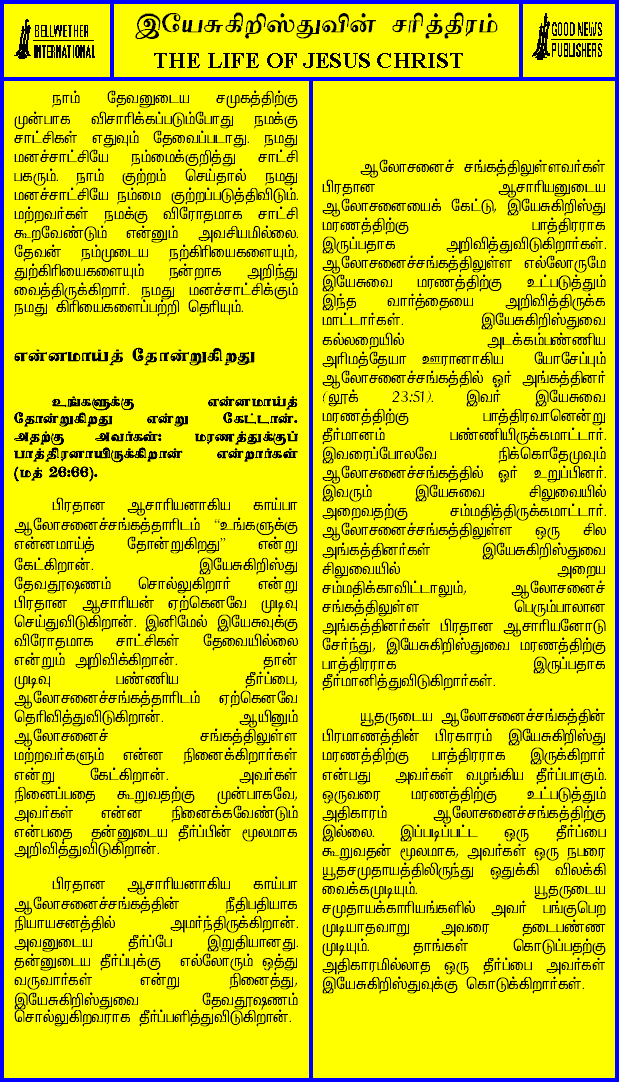 BELLWETHER
INTERNATIONAL
இயேசுகிறிஸ்துவின் சரித்திரம்
THE LIFE OF JESUS CHRIST
GOOD NEWS
PUBLISHERS
நாம் தேவனுடைய சமுகத்திற்கு
முன்பாக விசாரிக்கப்படும்போது நமக்கு
சாட்சிகள் எதுவும் தேவைப்படாது. நமது
மனச்சாட்சியே நம்மைக்குறித்து சாட்சி
பகரும். நாம் குற்றம் செய்தால் நமது
மனச்சாட்சியே நம்மை குற்றப்படுத்திவிடும்.
மற்றவர்கள் நமக்கு விரோதமாக சாட்சி
கூறவேண்டும் என்னும் அவசியமில்லை.
தேவன் நம்முடைய நற்கிரியைகளையும்,
துற்கிரியைகளையும் நன்றாக அறிந்து
வைத்திருக்கிறார். நமது மனச்சாட்சிக்கும்
நமது கிரியைகளைப்பற்றி தெரியும்.
என்னமாய்த் தோன்றுகிறது
உங்களுக்கு என்னமாய்த்
தோன்றுகிறது என்று கேட்டான்.
அதற்கு அவர்கள்: மரணத்துக்குப்
பாத்திரனாயிருக்கிறான் என்றார்கள்
(மத் 26:66).
பிரதான ஆசாரியனாகிய காய்பா
ஆலோசனைச்சங்கத்தாரிடம் “உங்களுக்கு
என்னமாய்த் தோன்றுகிறது” என்று
கேட்கிறான். இயேசுகிறிஸ்து
தேவதூஷணம் சொல்லுகிறார் என்று
பிரதான ஆசாரியன் ஏற்கெனவே முடிவு
செய்துவிடுகிறான். இனிமேல் இயேசுவுக்கு
விரோதமாக சாட்சிகள் தேவையில்லை
என்றும் அறிவிக்கிறான். தான்
முடிவு பண்ணிய தீர்ப்பை,
ஆலோசனைச்சங்கத்தாரிடம் ஏற்கெனவே
தெரிவித்துவிடுகிறான். ஆயினும்
ஆலோசனைச் சங்கத்திலுள்ள
மற்றவர்களும் என்ன நினைக்கிறார்கள்
என்று கேட்கிறான். அவர்கள்
நினைப்பதை கூறுவதற்கு முன்பாகவே,
அவர்கள் என்ன நினைக்கவேண்டும்
என்பதை தன்னுடைய தீர்ப்பின் மூலமாக
அறிவித்துவிடுகிறான்.
பிரதான ஆசாரியனாகிய காய்பா
ஆலோசனைச்சங்கத்தின் நீதிபதியாக
நியாயசனத்தில் அமர்ந்திருக்கிறான்.
அவனுடைய தீர்ப்பே இறுதியானது.
தன்னுடைய தீர்ப்புக்கு எல்லோரும் ஒத்து
வருவார்கள் என்று நினைத்து,
இயேசுகிறிஸ்துவை தேவதூஷணம்
சொல்லுகிறவராக தீர்ப்பளித்துவிடுகிறான்.
ஆலோசனைச் சங்கத்திலுள்ளவர்கள்
பிரதான ஆசாரியனுடைய
ஆலோசனையைக் கேட்டு, இயேசுகிறிஸ்து
மரணத்திற்கு பாத்திரராக
இருப்பதாக அறிவித்துவிடுகிறார்கள்.
ஆலோசனைச்சங்கத்திலுள்ள எல்லோருமே
இயேசுவை மரணத்திற்கு உட்படுத்தும்
இந்த வார்த்தையை அறிவித்திருக்க
மாட்டார்கள். இயேசுகிறிஸ்துவை
கல்லறையில் அடக்கம்பண்ணிய
அரிமத்தேயா ஊரானாகிய யோசேப்பும்
ஆலோசனைச்சங்கத்தில் ஓர் அங்கத்தினர்
(லூக் 23:51). இவர் இயேசுவை
மரணத்திற்கு பாத்திரவானென்று
தீர்மானம் பண்ணியிருக்கமாட்டார்.
இவரைப்போலவே நிக்கொதேமுவும்
ஆலோசனைச்சங்கத்தில் ஓர் உறுப்பினர்.
இவரும் இயேசுவை சிலுவையில்
அறைவதற்கு சம்மதித்திருக்கமாட்டார்.
ஆலோசனைச்சங்கத்திலுள்ள ஒரு சில
அங்கத்தினர்கள் இயேசுகிறிஸ்துவை
சிலுவையில் அறைய
சம்மதிக்காவிட்டாலும், ஆலோசனைச்
சங்கத்திலுள்ள பெரும்பாலான
அங்கத்தினர்கள் பிரதான ஆசாரியனோடு
சேர்ந்து, இயேசுகிறிஸ்துவை மரணத்திற்கு
பாத்திரராக இருப்பதாக
தீர்மானித்துவிடுகிறார்கள்.
யூதருடைய ஆலோசனைச்சங்கத்தின்
பிரமாணத்தின் பிரகாரம் இயேசுகிறிஸ்து
மரணத்திற்கு பாத்திரராக இருக்கிறார்
என்பது அவர்கள் வழங்கிய தீர்ப்பாகும்.
ஒருவரை மரணத்திற்கு உட்படுத்தும்
அதிகாரம் ஆலோசனைச்சங்கத்திற்கு
இல்லை. இப்படிப்பட்ட ஒரு தீர்ப்பை
கூறுவதன் மூலமாக, அவர்கள் ஒரு நபரை
யூதசமுதாயத்திலிருந்து ஒதுக்கி விலக்கி
வைக்கமுடியும். யூதருடைய
சமுதாயக்காரியங்களில் அவர் பங்குபெற
முடியாதவாறு அவரை தடைபண்ண
முடியும். தாங்கள் கொடுப்பதற்கு
அதிகாரமில்லாத ஒரு தீர்ப்பை அவர்கள்
இயேசுகிறிஸ்துவுக்கு கொடுக்கிறார்கள்.